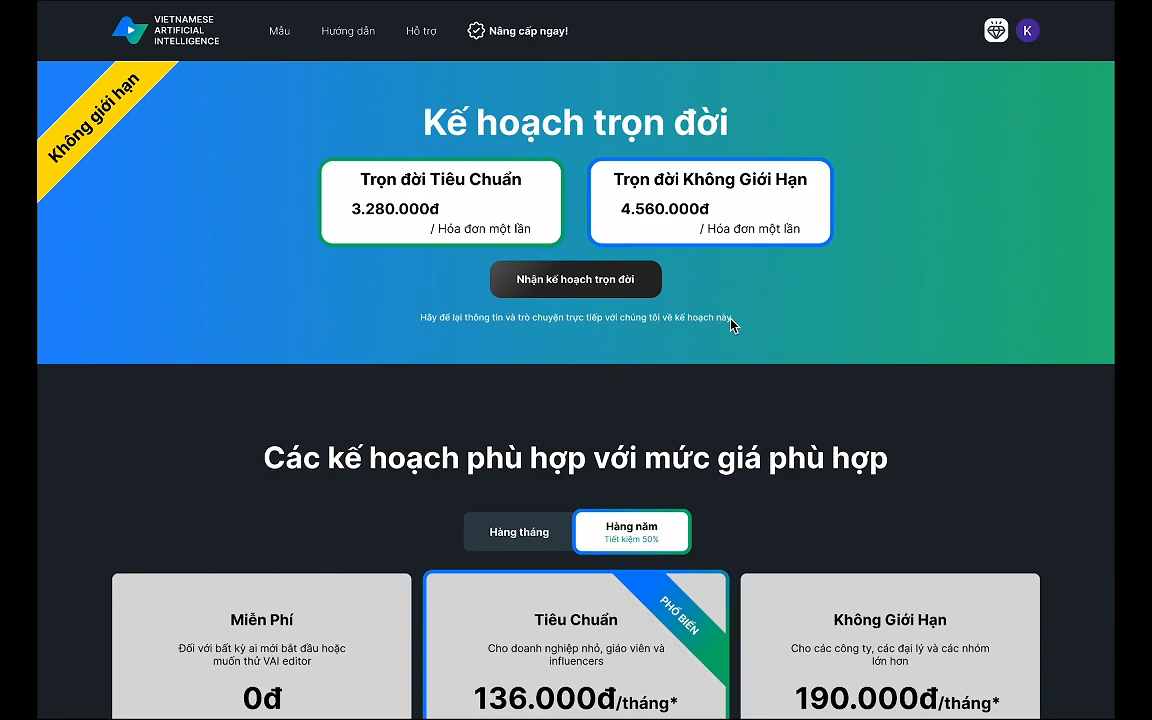 VIETNAMESE
ARTIFICIAL
INTELLIGENCE
Mẫu
Hướng dẫn
Hỗ trợ
Nâng cấp ngay!
K
Không giới hạn
Kế hoạch trọn đời
Trọn đời Tiêu Chuẩn
3.280.000đ
/ Hóa đơn một lần
Trọn đời Không Giới Hạn
4.560.000đ
/ Hóa đơn một lần
Nhận kế hoạch trọn đời
Hãy để lại thông tin và trò chuyện trực tiếp với chúng tôi về kế hoạch này.
Các kế hoạch phù hợp với mức giá phù hợp
Hàng tháng
Hàng năm
Tiết kiệm 50%
Miễn Phí
Đối với bất kỳ ai mới bắt đầu hoặc
muốn thử VAI editor
0đ
PHỔ BIẾN
Tiêu Chuẩn
Cho doanh nghiệp nhỏ, giáo viên và
influencers
136.000đ/tháng*
Không Giới Hạn
Cho các công ty, các đại lý và các nhóm
lớn hơn
190.000đ/tháng*